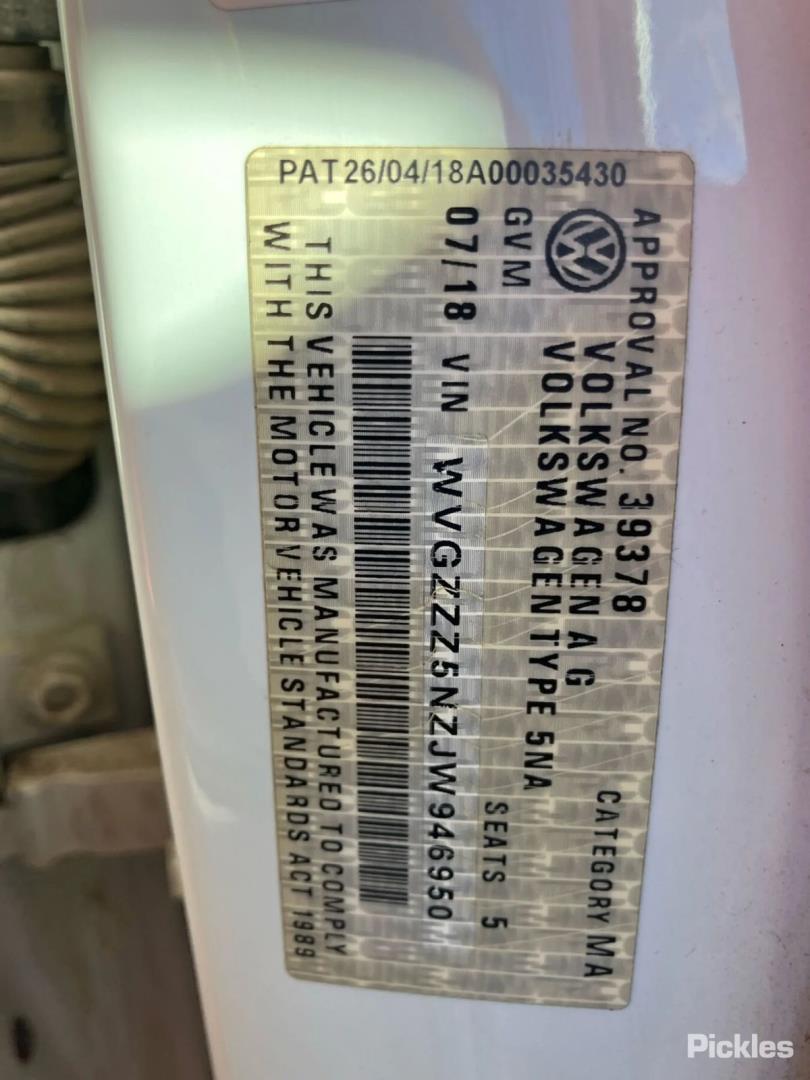 PAT26/04/18A00035430
APPROVAL NO. 39378
CATEGORY MA
VOLKSWAGEN AG
VOLKSWAGEN TYPE 5NA
GVM
SEATS 5
07/18 VIN WVGZZZ5NZJW946950
THIS VEHICLE WAS MANUFACTURED TO COMPLY
WITH THE MOTOR VEHICLE STANDARDS ACT 1989
Pickles